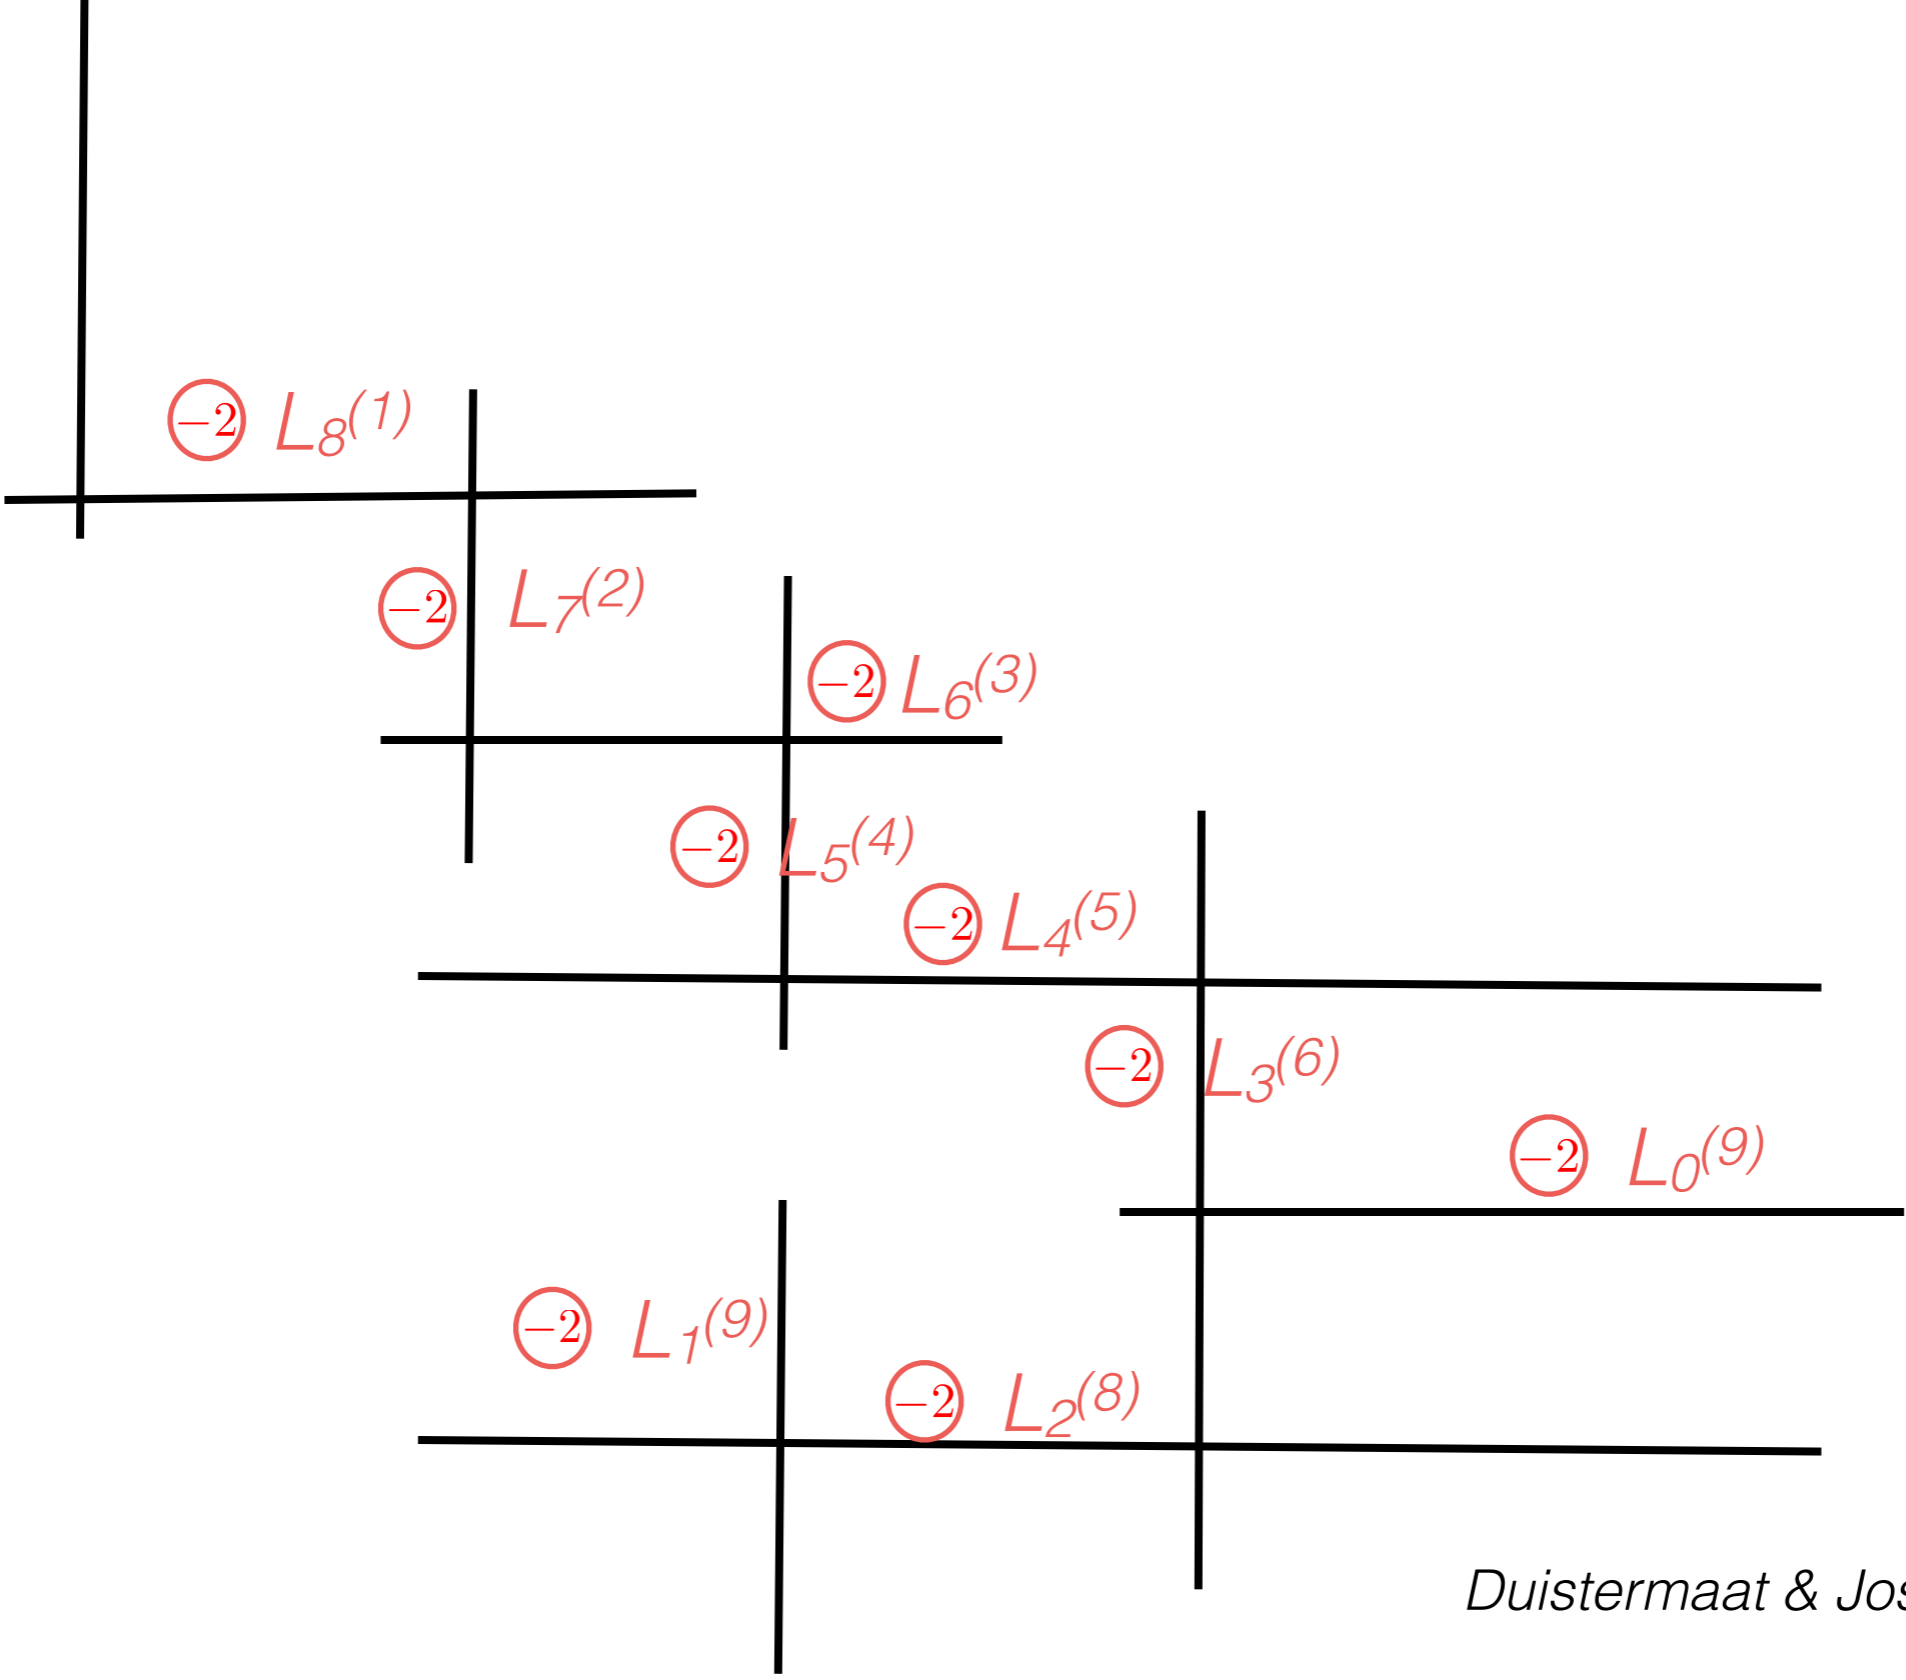 −2 L₈⁽¹⁾
−2 L₇⁽²⁾
−2 L₆⁽³⁾
−2 L₅⁽⁴⁾
−2 L₄⁽⁵⁾
−2 L₃⁽⁶⁾
−2 L₀⁽⁹⁾
−2 L₁⁽⁹⁾
−2 L₂⁽⁸⁾
Duistermaat &